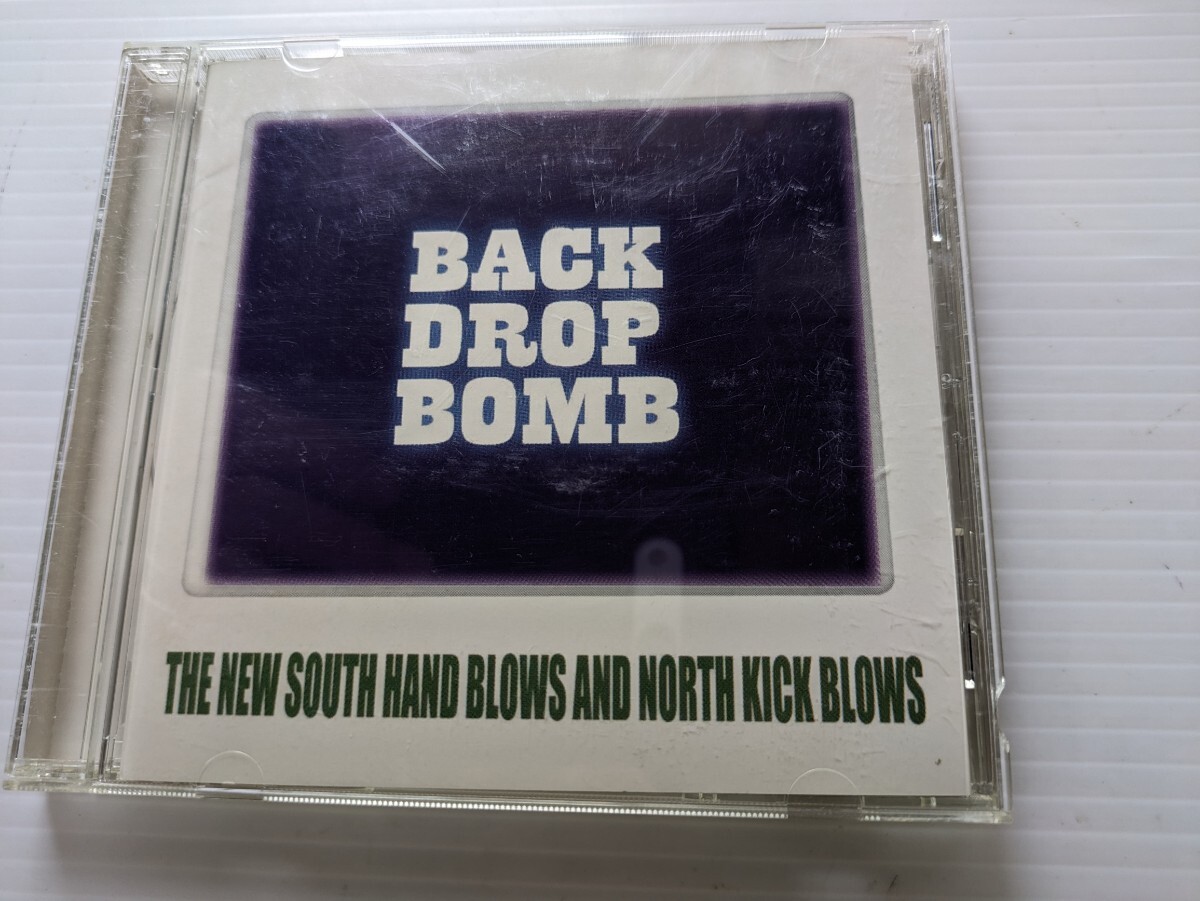 BACK
DROP
BOMB
THE NEW SOUTH HAND BLOWS AND NORTH KICK BLOWS